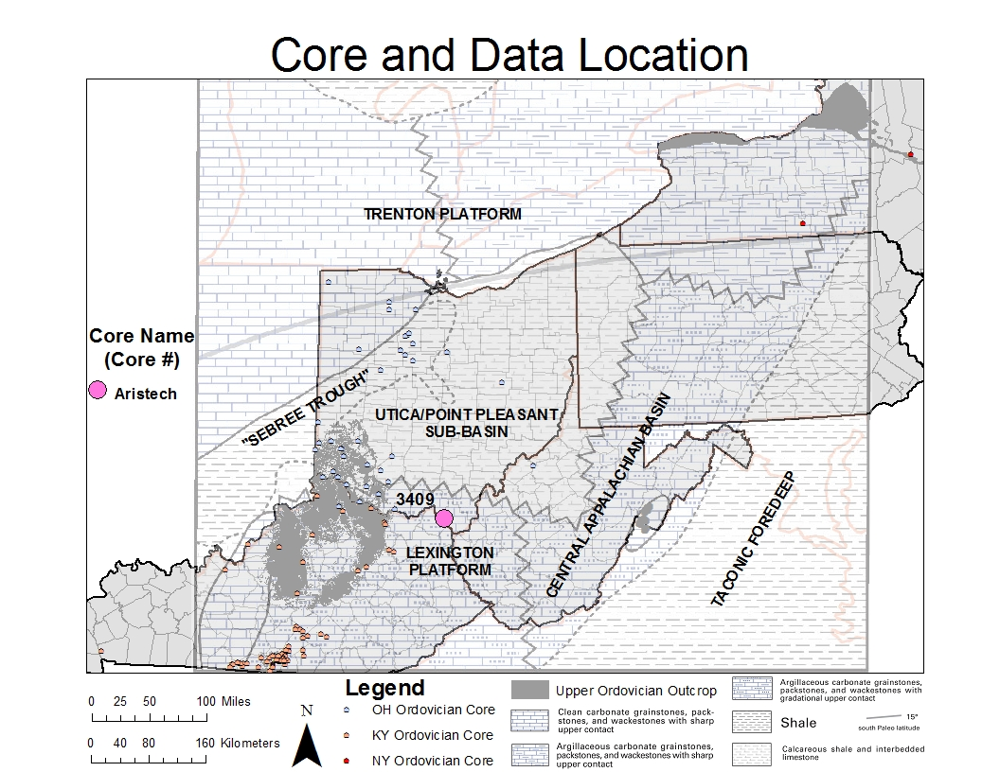 Core and Data Location
TRENTON PLATFORM
Core Name
(Core #)
Aristech
"SEBREE TROUGH"
UTICA/POINT PLEASANT
SUB-BASIN
CENTRAL APPALACHIAN BASIN
TACONIC FOREDEEP
3409
LEXINGTON
PLATFORM
0 25 50 100 Miles
0 40 80 160 Kilometers
N
Legend
OH Ordovician Core
KY Ordovician Core
NY Ordovician Core
Upper Ordovician Outcrop
Clean carbonate grainstones, pack-
stones, and wackestones with sharp
upper contact
Argillaceous carbonate grainstones,
packstones, and wackestones with sharp
upper contact
Argillaceous carbonate grainstones,
packstones, and wackestones with
gradational upper contact
Shale
15°
south Paleo latitude
Calcareous shale and interbedded
limestone